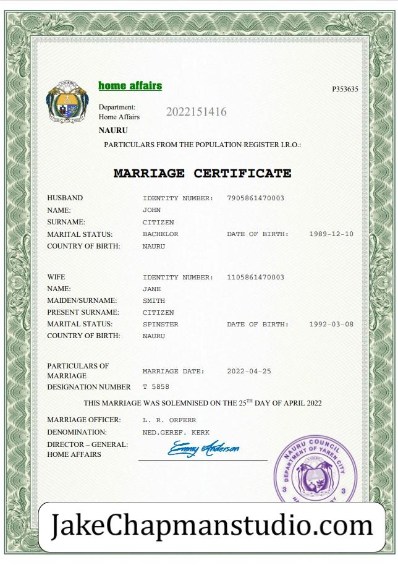 home affairs
P353635
Department:
Home Affairs
2022151416
NAURU
PARTICULARS FROM THE POPULATION REGISTER I.R.O.:
MARRIAGE CERTIFICATE
HUSBAND IDENTITY NUMBER: 7905861470003
NAME: JOHN
SURNAME: CITIZEN
MARITAL STATUS: BACHELOR DATE OF BIRTH: 1989-12-10
COUNTRY OF BIRTH: NAURU
WIFE IDENTITY NUMBER: 1105861470003
NAME: JANE
MAIDEN/SURNAME: SMITH
PRESENT SURNAME: CITIZEN
MARITAL STATUS: SPINSTER DATE OF BIRTH: 1992-03-08
COUNTRY OF BIRTH: NAURU
PARTICULARS OF
MARRIAGE MARRIAGE DATE: 2022-04-25
DESIGNATION NUMBER T 5858
THIS MARRIAGE WAS SOLEMNISED ON THE 25TH DAY OF APRIL 2022
MARRIAGE OFFICER: L. R. ORFERR
DENOMINATION: NED.GEREF. KERK
DIRECTOR – GENERAL:
HOME AFFAIRS
Anderson
NAURU COUNCIL
DEPARTMENT OF YAREN CITY
3 3
JakeChapmanstudio.com